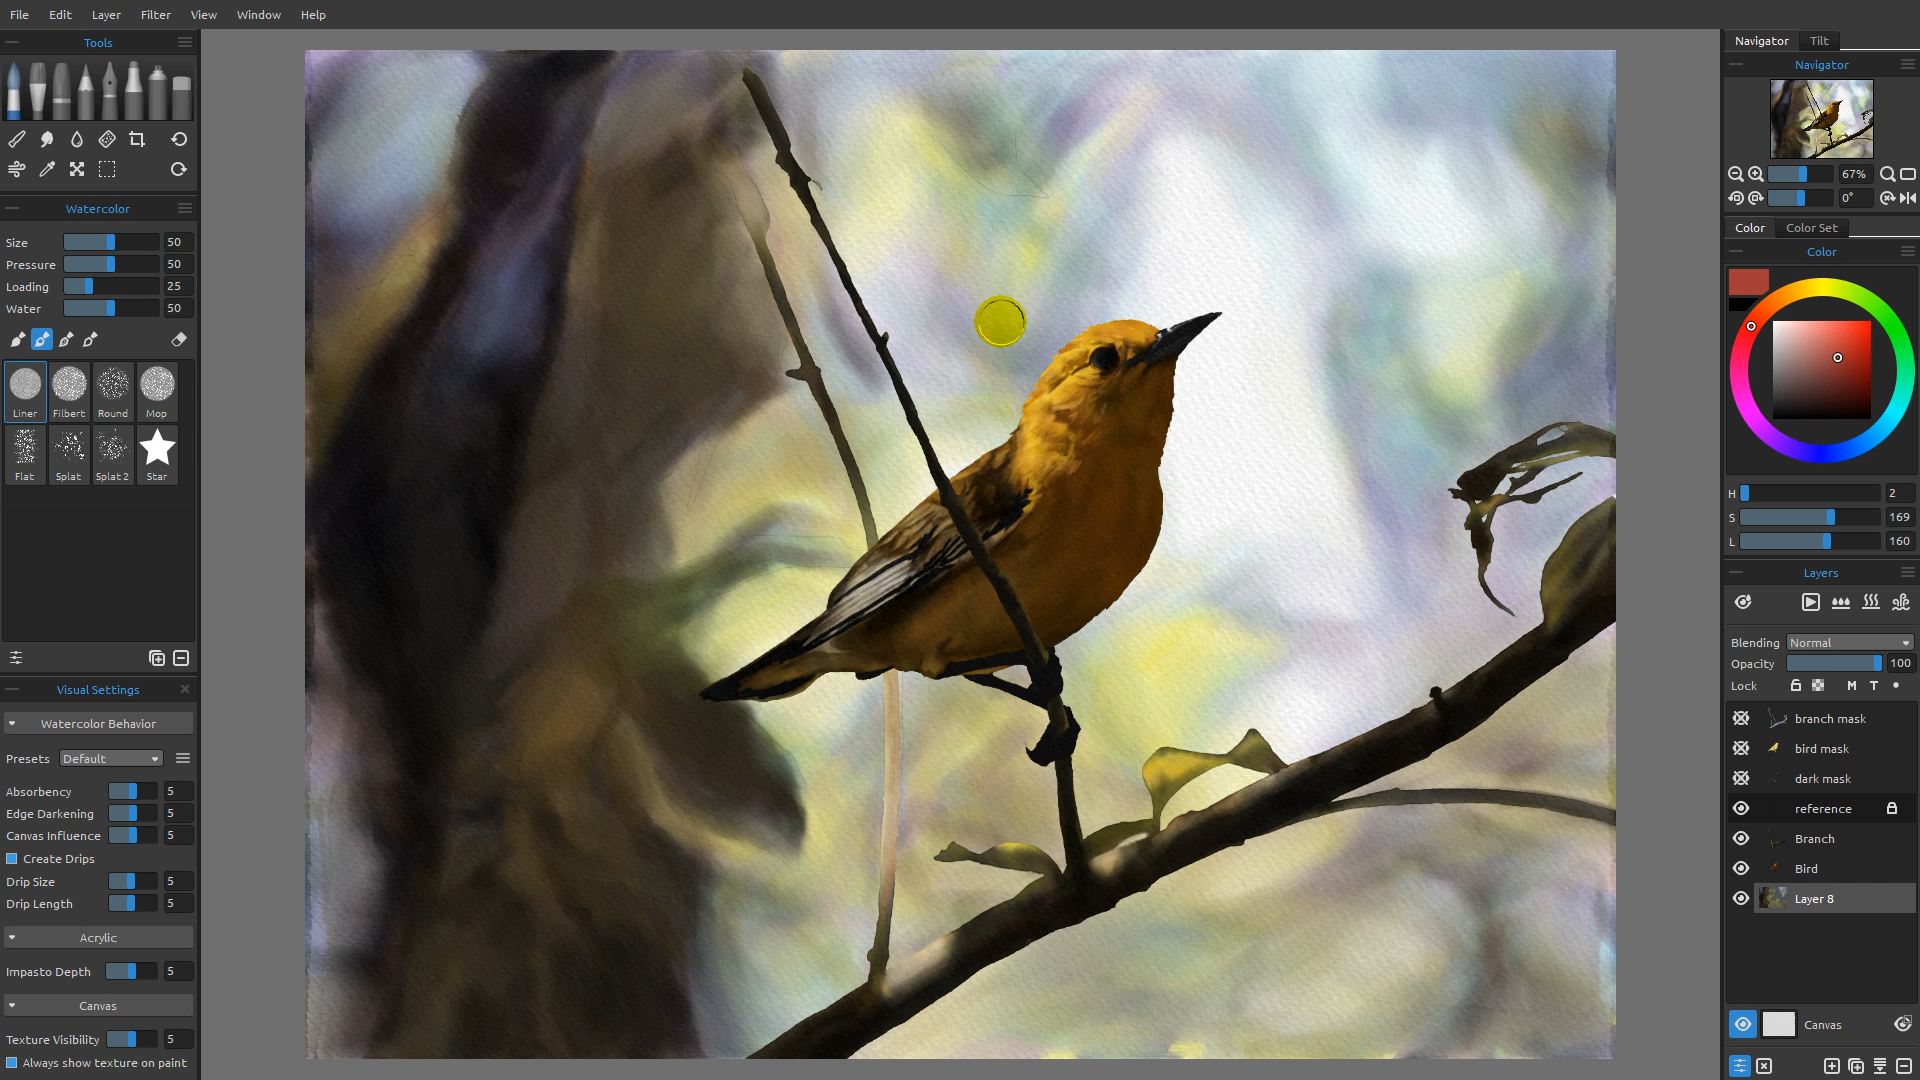 File Edit Layer Filter View Window Help
Tools
Watercolor
Size 50
Pressure 50
Loading 25
Water 50
Liner Filbert Round Mop
Flat Splat Splat 2 Star
Visual Settings
Watercolor Behavior
Presets Default
Absorbency 5
Edge Darkening 5
Canvas Influence 5
Create Drips
Drip Size 5
Drip Length 5
Acrylic
Impasto Depth 5
Canvas
Texture Visibility 5
Always show texture on paint
Navigator Tilt
Navigator
67%
0°
Color Color Set
Color
H 2
S 169
L 160
Layers
Blending Normal
Opacity 100
Lock M T
branch mask
bird mask
dark mask
reference
Branch
Bird
Layer 8
Canvas